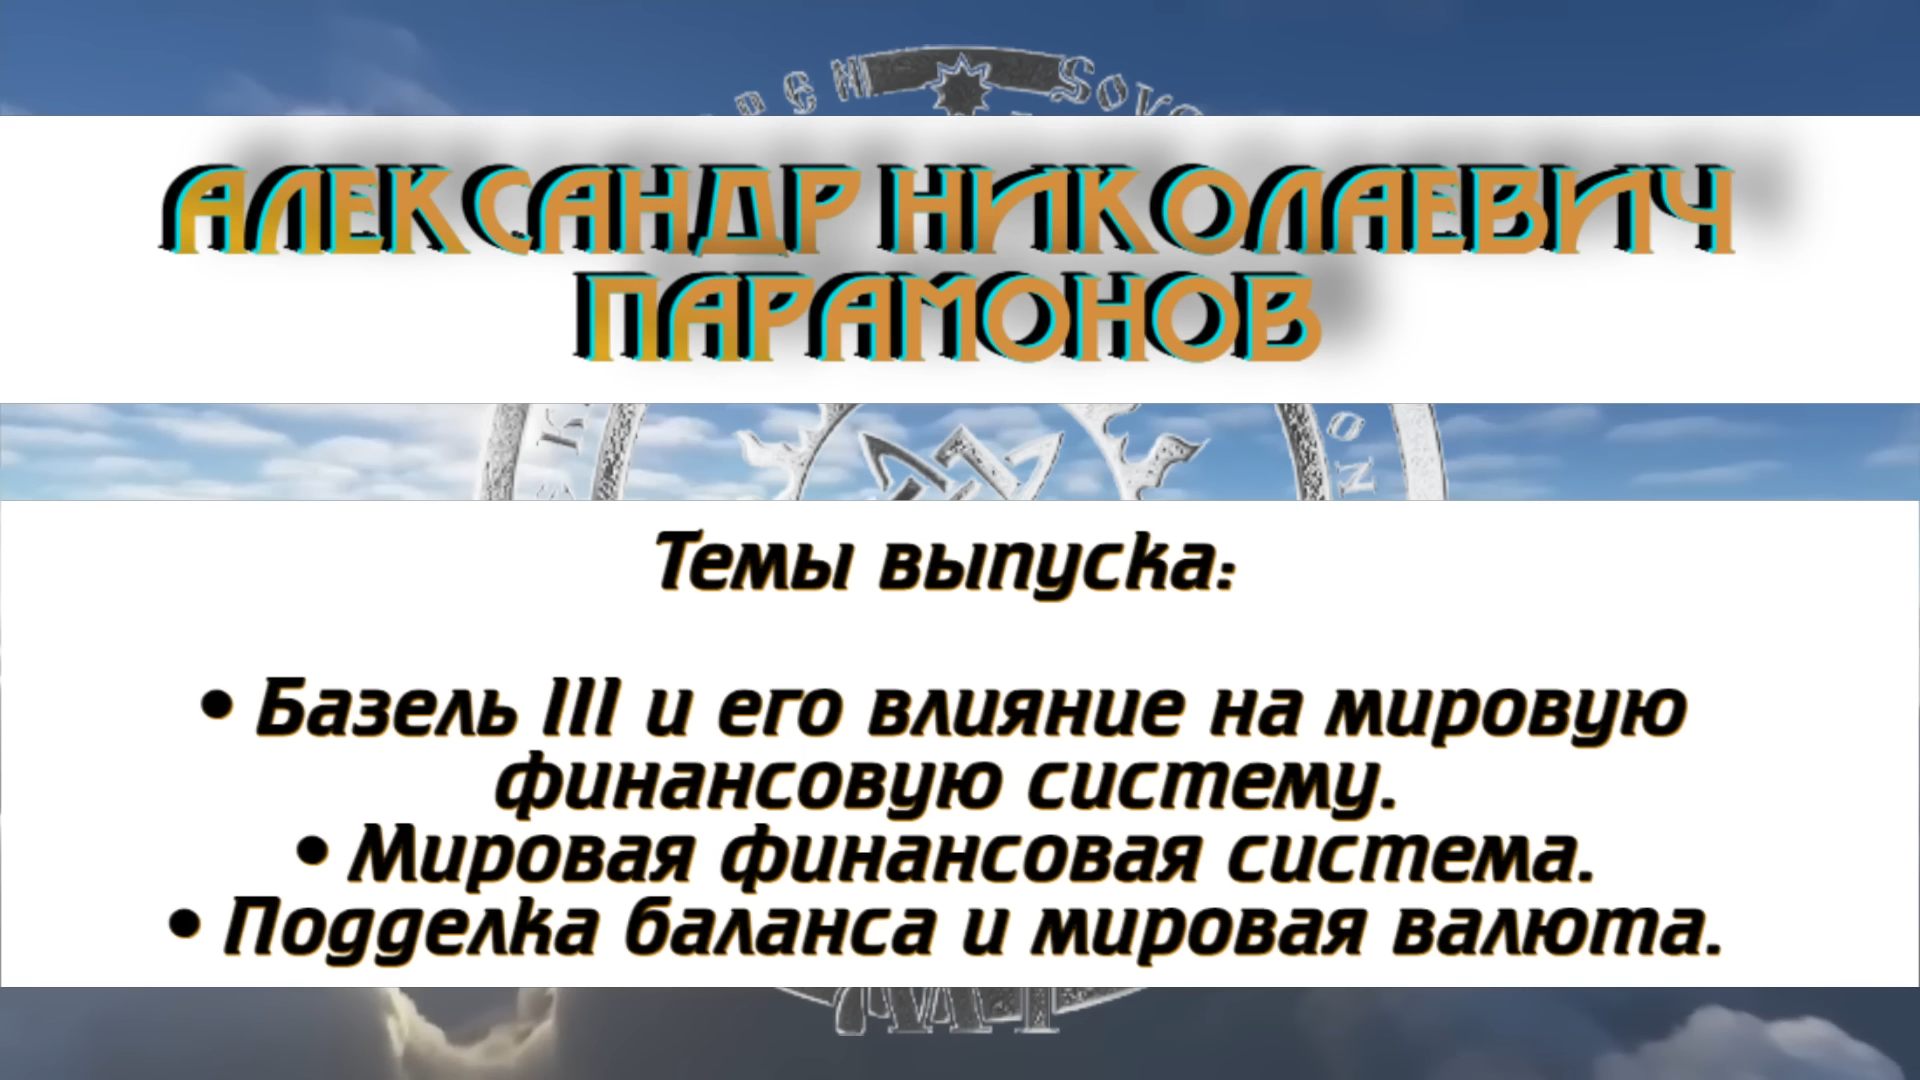 АЛЕКСАНДР НИКОЛАЕВИЧ
ПАРАМОНОВ
Темы выпуска:
• Базель III и его влияние на мировую
финансовую систему.
• Мировая финансовая система.
• Подделка баланса и мировая валюта.